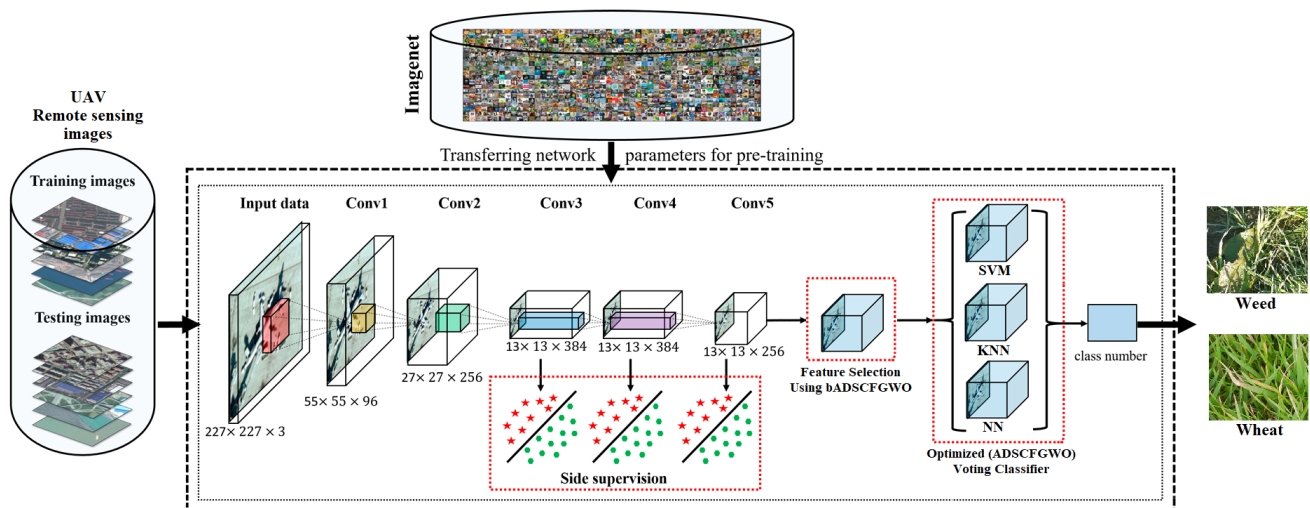 Imagenet
UAV
Remote sensing
images
Training images
Testing images
Transferring network parameters for pre-training
Input data
Conv1
Conv2
Conv3
Conv4
Conv5
227× 227 × 3
55× 55 × 96
27× 27 × 256
13× 13 × 384
13× 13 × 384
13× 13 × 256
Side supervision
Feature Selection
Using bADSCFGWO
SVM
KNN
NN
Optimized (ADSCFGWO)
Voting Classifier
class number
Weed
Wheat